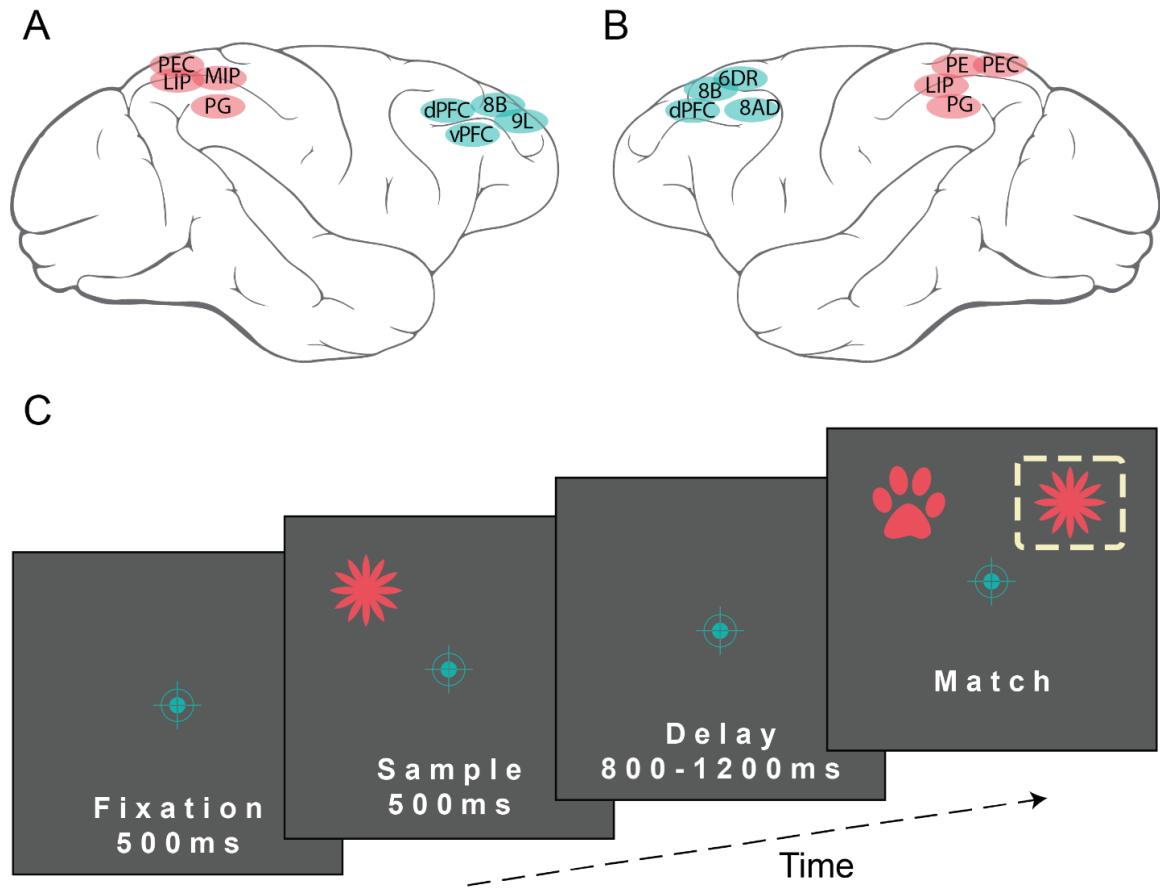 A
PEC
LIP MIP
PG
dPFC 8B
9L
vPFC
B
6DR
8B
dPFC 8AD
PE PEC
LIP
PG
C
Fixation
500ms
Sample
500ms
Delay
800-1200ms
Match
Time